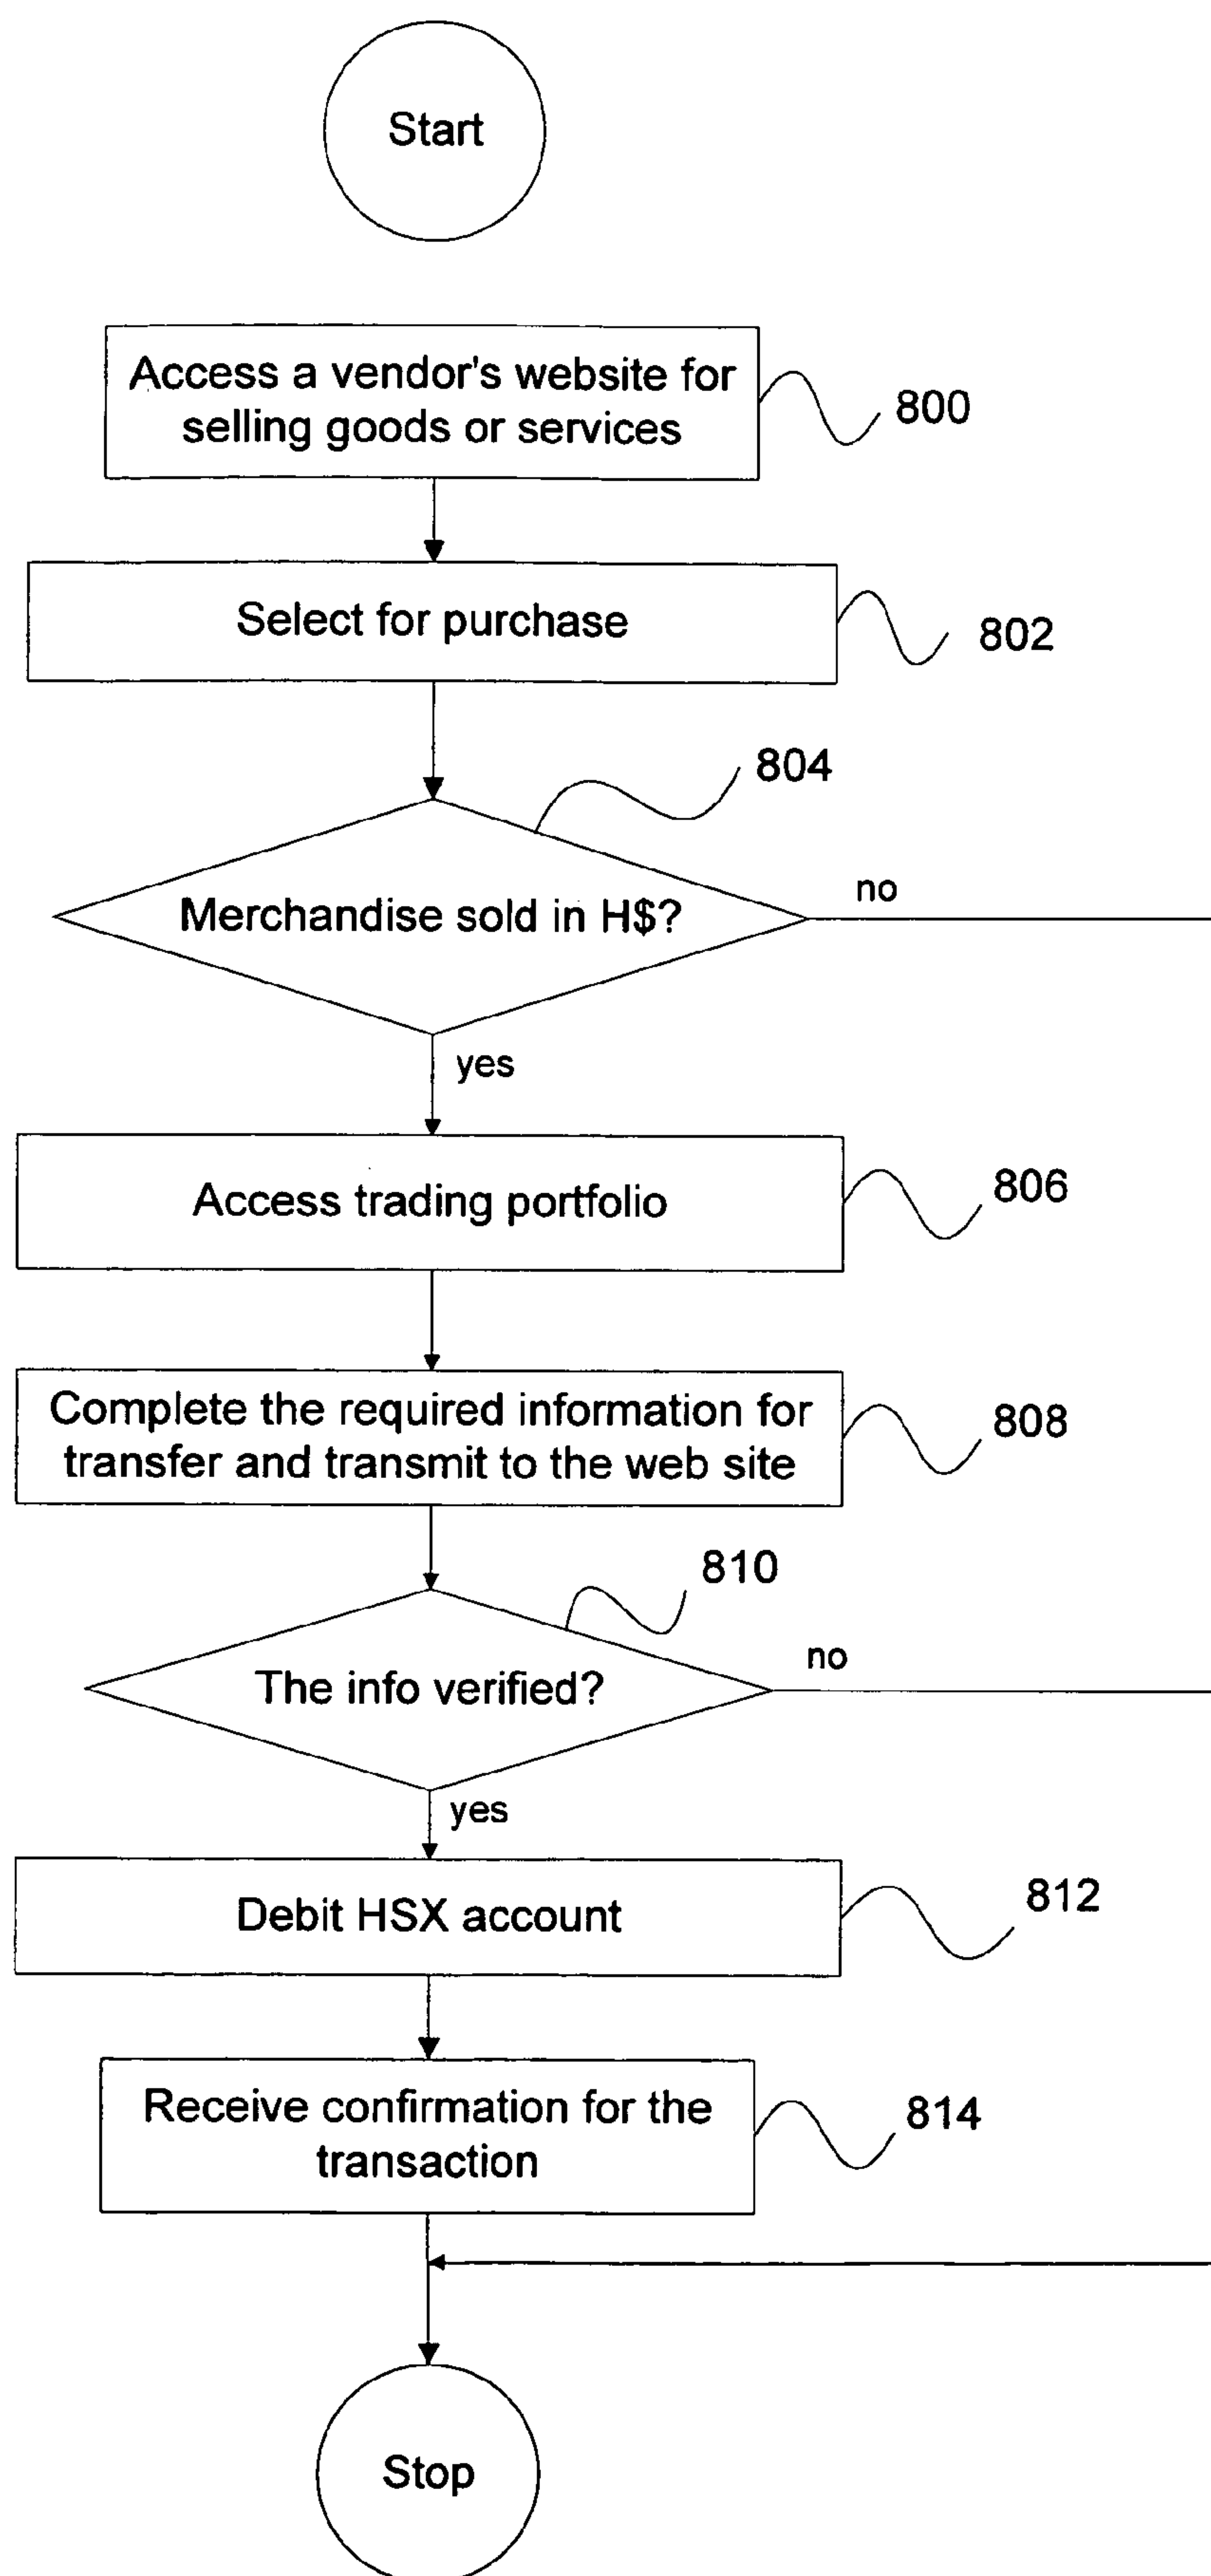 Start
Access a vendor's website for
selling goods or services
800
Select for purchase
802
804
Merchandise sold in H$?
no
yes
Access trading portfolio
806
Complete the required information for
transfer and transmit to the web site
808
810
The info verified?
no
yes
Debit HSX account
812
Receive confirmation for the
transaction
814
Stop